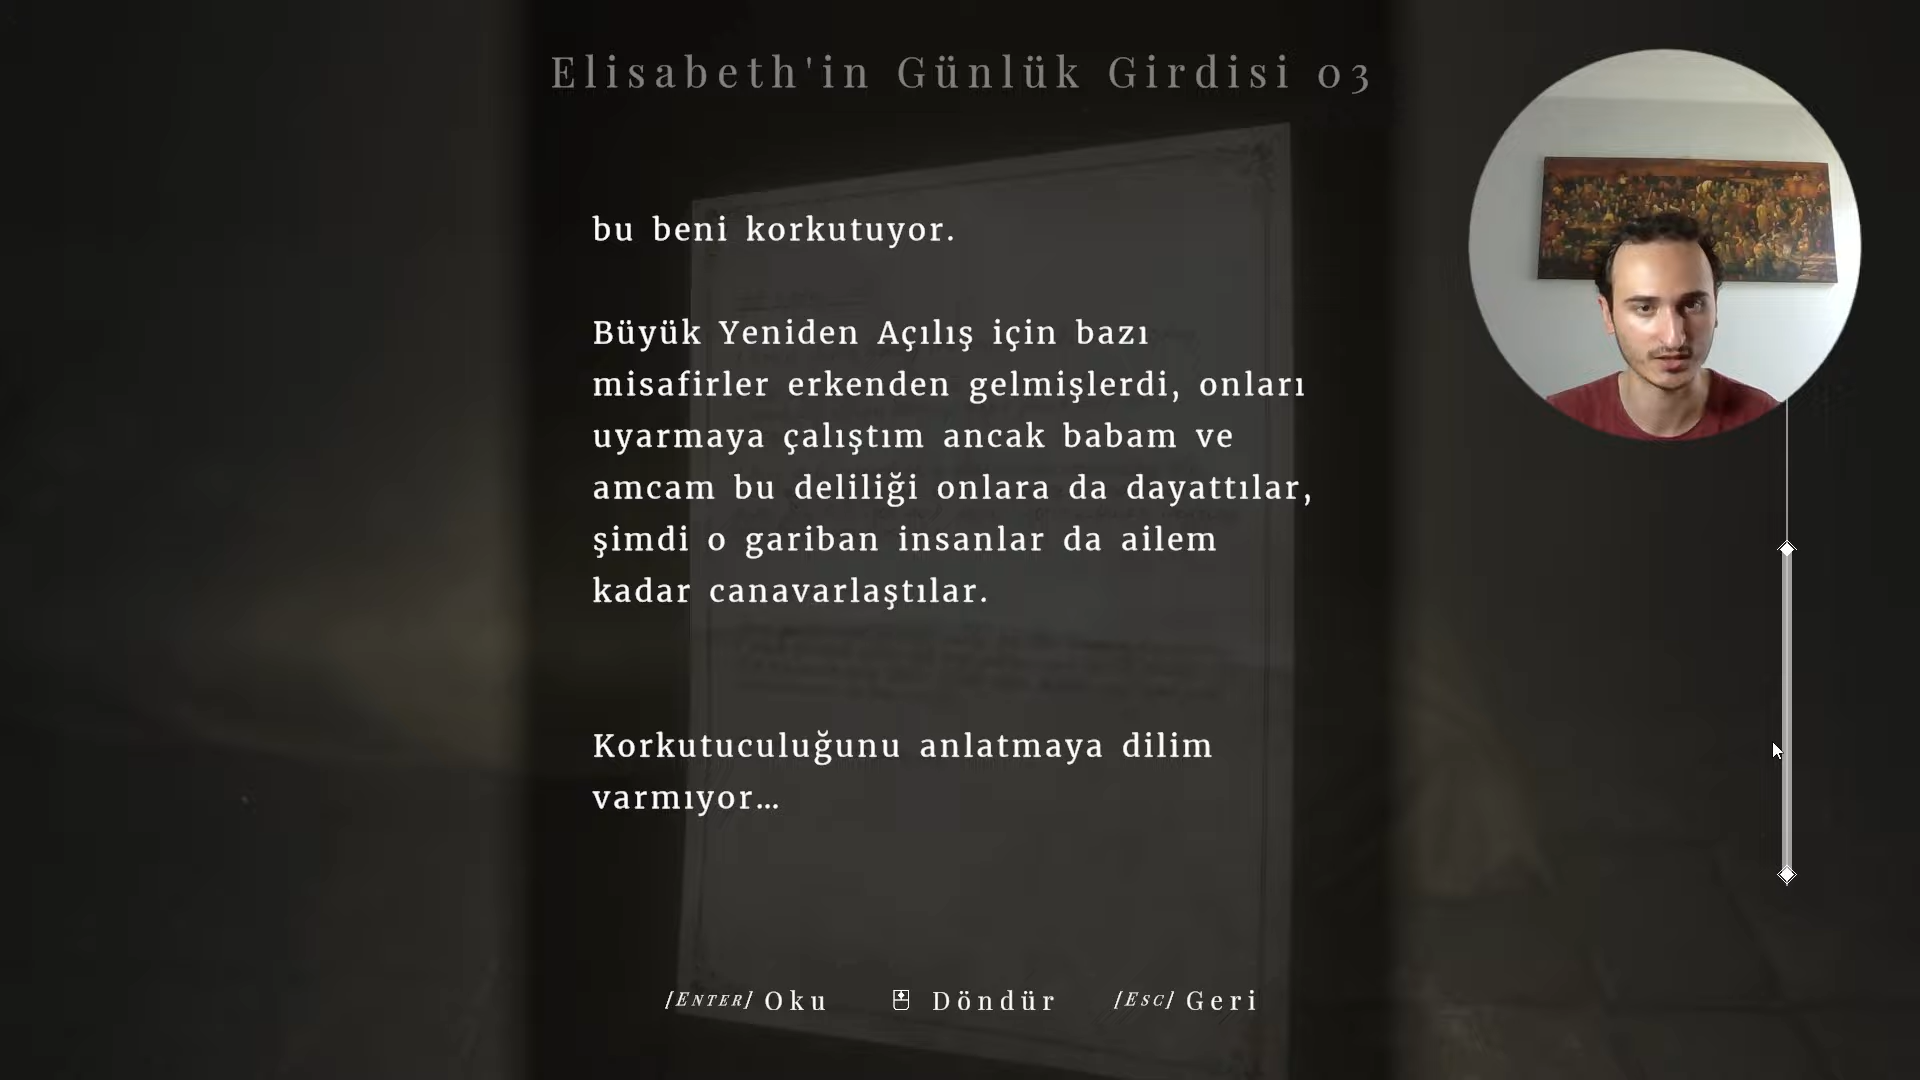 Elisabeth'in Günlük Girdisi 03
bu beni korkutuyor.
Büyük Yeniden Açılış için bazı
misafirler erkenden gelmişlerdi, onları
uyarmaya çalıştım ancak babam ve
amcam bu deliliği onlara da dayattılar,
şimdi o gariban insanlar da ailem
kadar canavarlaştılar.
Korkutuculuğunu anlatmaya dilim
varmıyor...
[ENTER] Oku Döndür [ESC] Geri